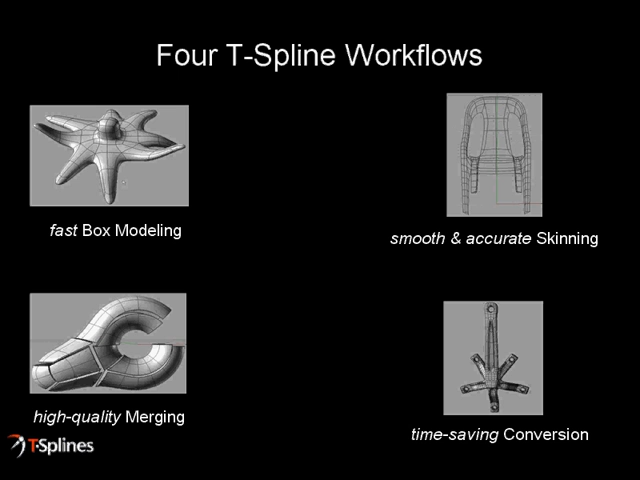 Four T-Spline Workflows
fast Box Modeling
smooth & accurate Skinning
high-quality Merging
time-saving Conversion
T-Splines